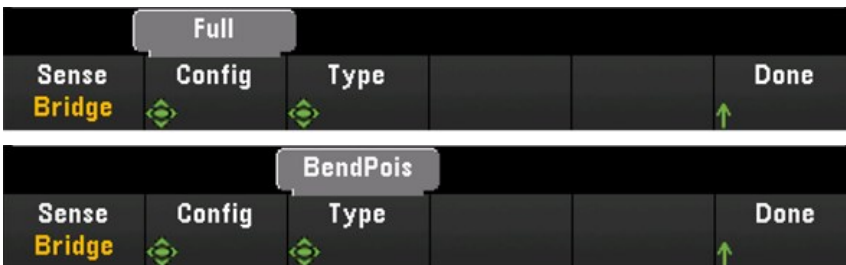 Full
Sense Config Type Done
Bridge
BendPois
Sense Config Type Done
Bridge